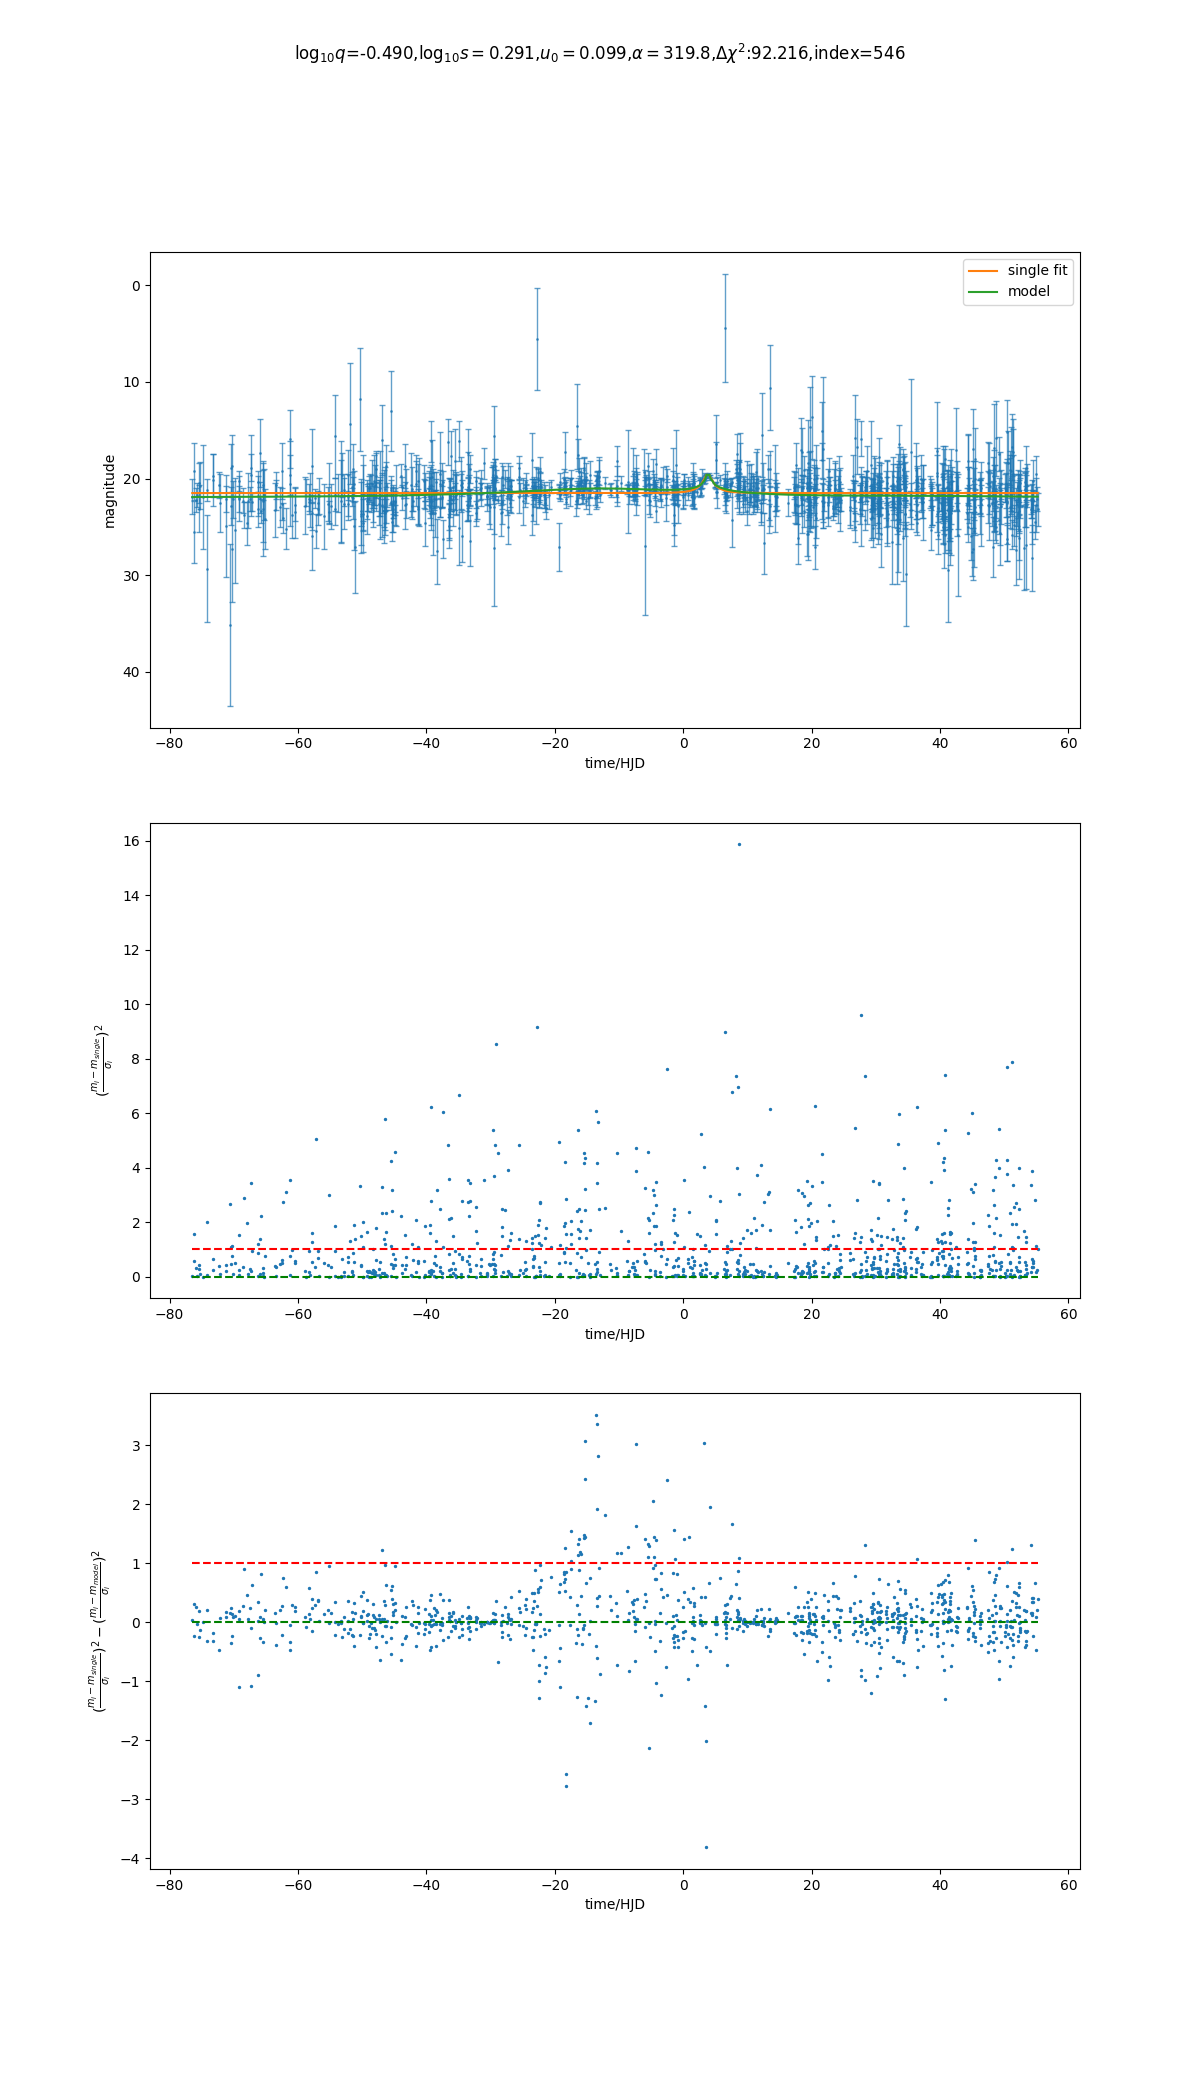 log₁₀q=-0.490,log₁₀s = 0.291,u₀ = 0.099,α = 319.8,Δχ²:92.216,index=546
single fit
model
0
10
20
30
40
magnitude
−80 −60 −40 −20 0 20 40 60
time/HJD
16
14
12
10
8
6
4
2
0
(mᵢ − m_single / σᵢ)²
−80 −60 −40 −20 0 20 40 60
time/HJD
3
2
1
0
−1
−2
−3
−4
(mᵢ − m_single / σᵢ)² − (mᵢ − m_model / σᵢ)²
−80 −60 −40 −20 0 20 40 60
time/HJD